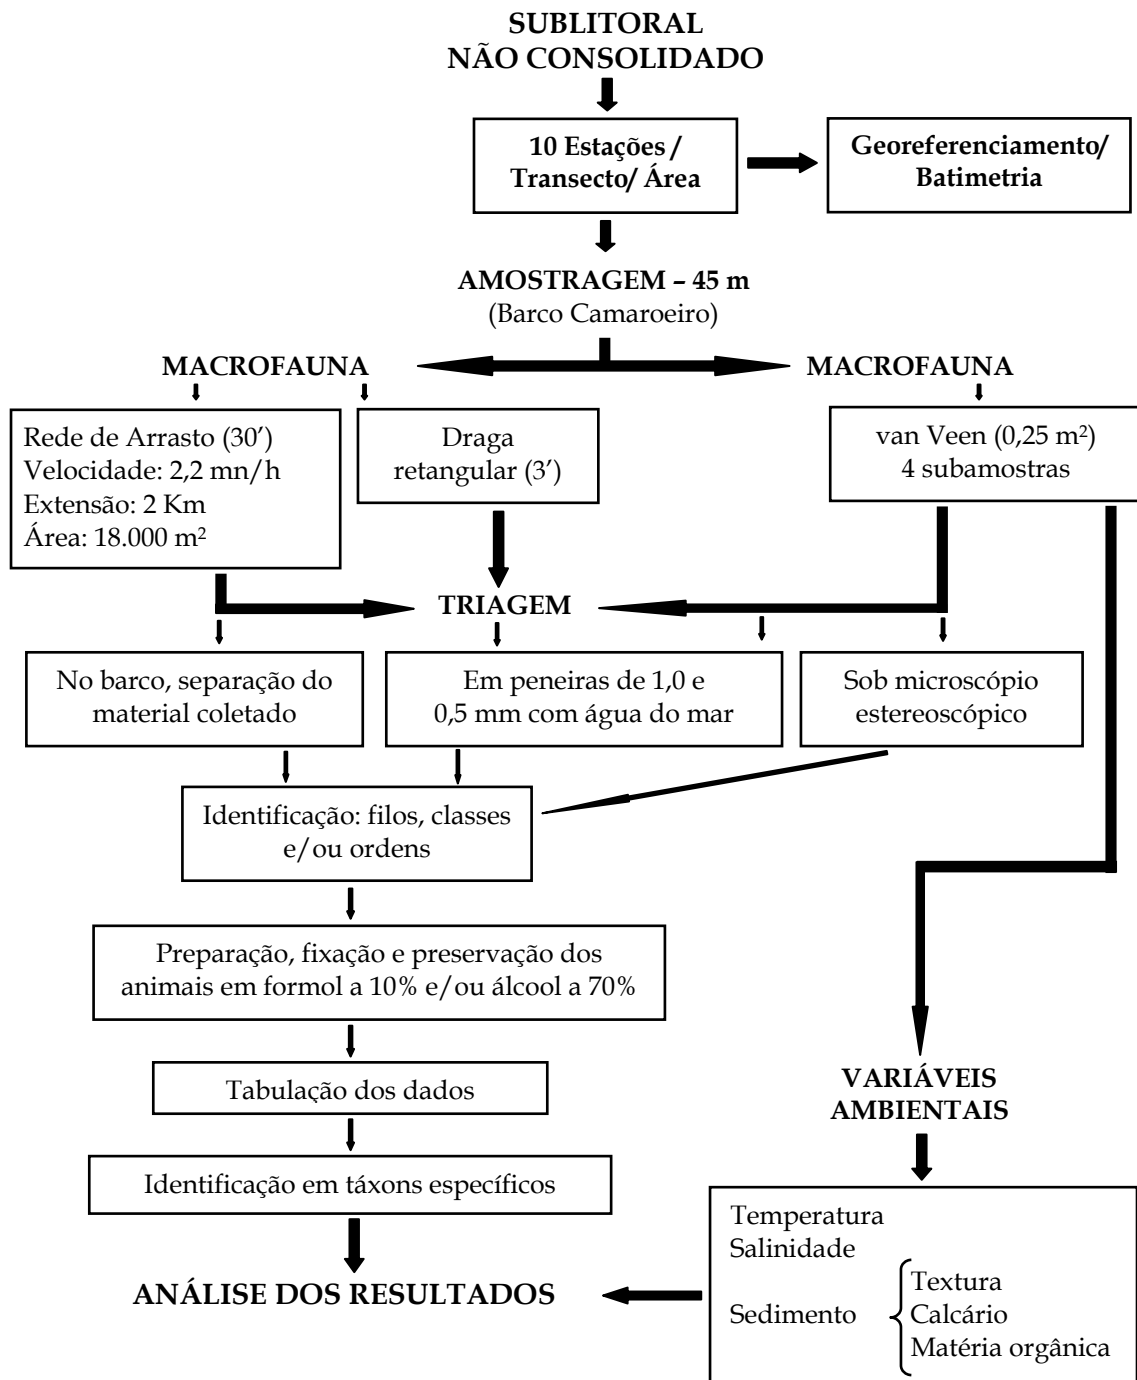 SUBLITORAL
NÃO CONSOLIDADO
10 Estações /
Transecto/ Área
Georeferenciamento/
Batimetria
AMOSTRAGEM – 45 m
(Barco Camaroeiro)
MACROFAUNA
MACROFAUNA
Rede de Arrasto (30’)
Velocidade: 2,2 mn/h
Extensão: 2 Km
Área: 18.000 m²
Draga
retangular (3’)
van Veen (0,25 m²)
4 subamostras
TRIAGEM
No barco, separação do
material coletado
Em peneiras de 1,0 e
0,5 mm com água do mar
Sob microscópio
estereoscópico
Identificação: filos, classes
e/ou ordens
Preparação, fixação e preservação dos
animais em formol a 10% e/ou álcool a 70%
Tabulação dos dados
Identificação em táxons específicos
ANÁLISE DOS RESULTADOS
VARIÁVEIS
AMBIENTAIS
Temperatura
Salinidade
Sedimento
Textura
Calcário
Matéria orgânica